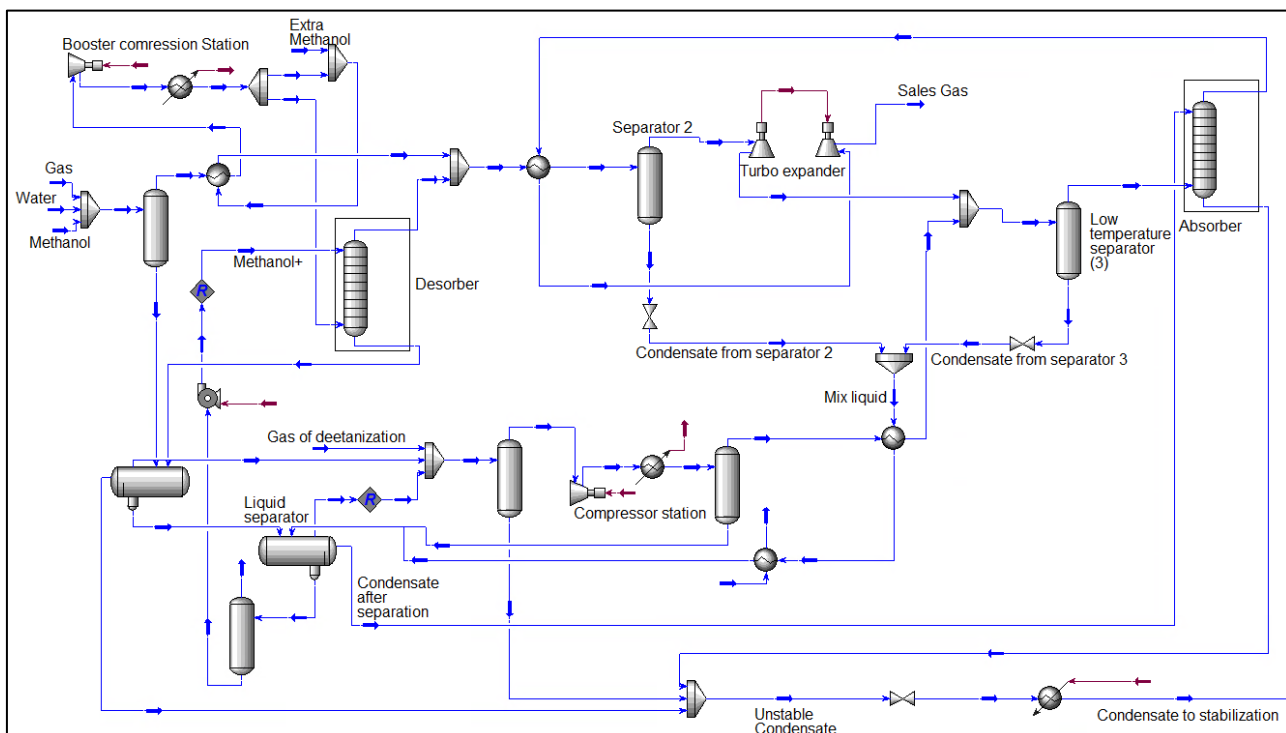 Extra
Methanol
Booster comression Station
Sales Gas
Separator 2
Turbo expander
Gas
Water
Methanol
Low
temperature
separator
(3)
Absorber
Methanol+
Desorber
R
Condensate from separator 2
Condensate from separator 3
Mix liquid
Gas of deetanization
R
Liquid
separator
Compressor station
Condensate
after
separation
Unstable
Condensate
Condensate to stabilization